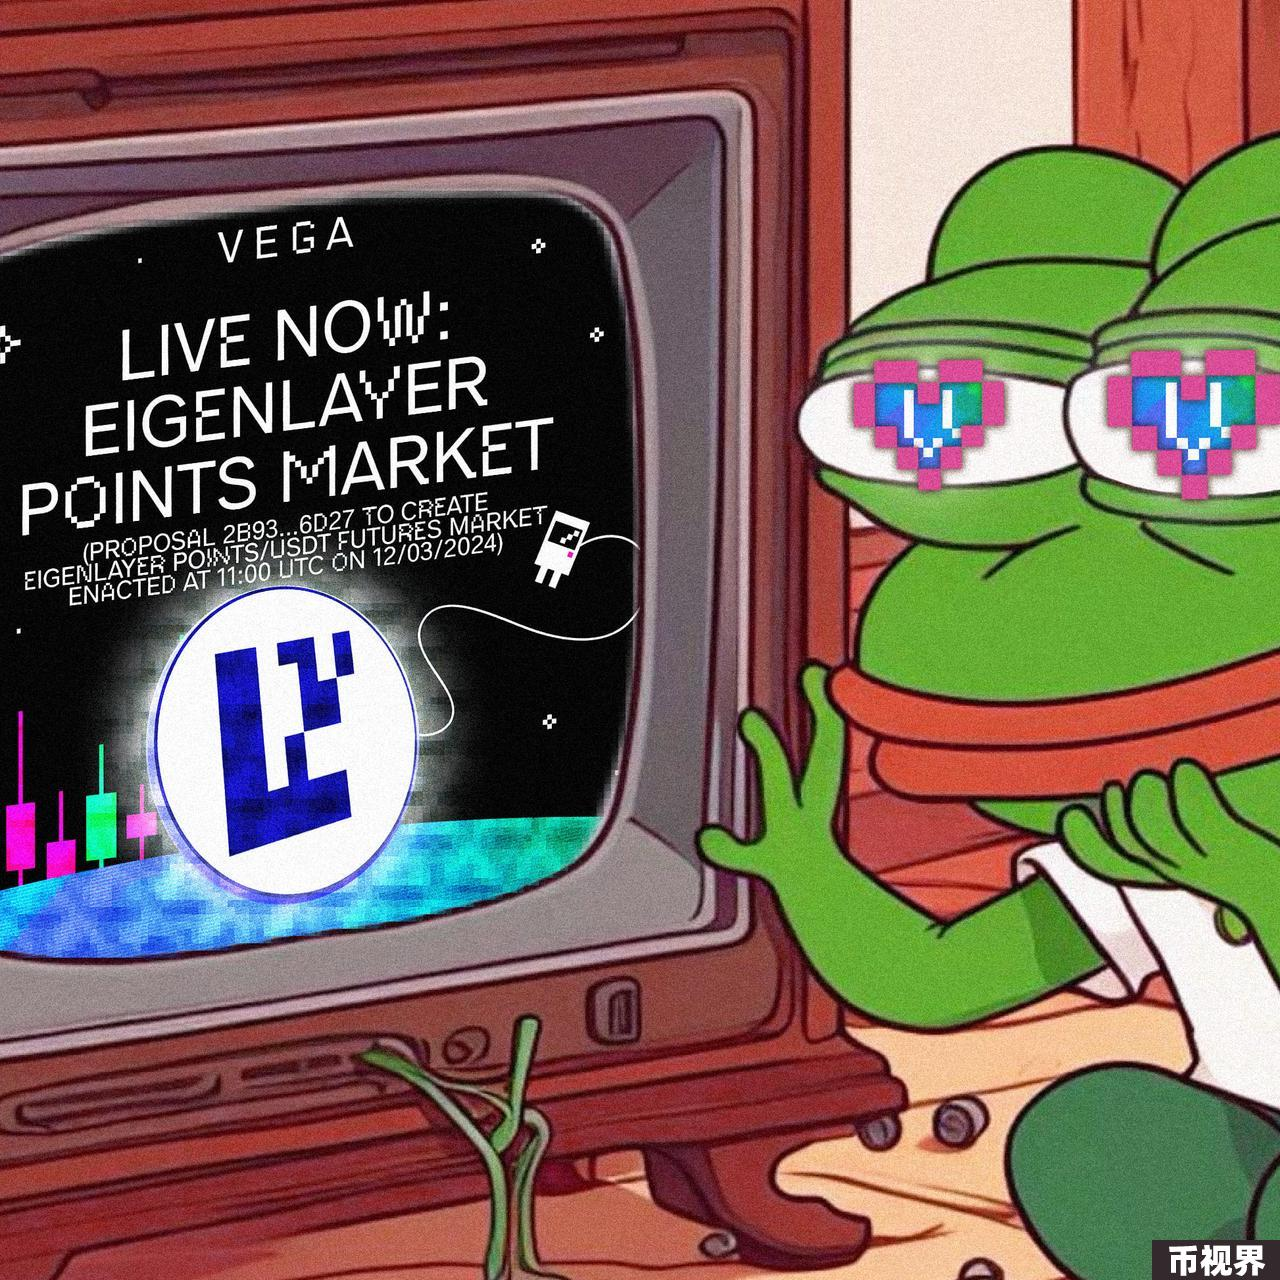 VEGA
LIVE NOW:
EIGENLAYER
POINTS MARKET
(PROPOSAL 2B93...6D27 TO CREATE
EIGENLAYER POINTS/USDT FUTURES MARKET
ENACTED AT 11:00 UTC ON 12/03/2024)
币视界